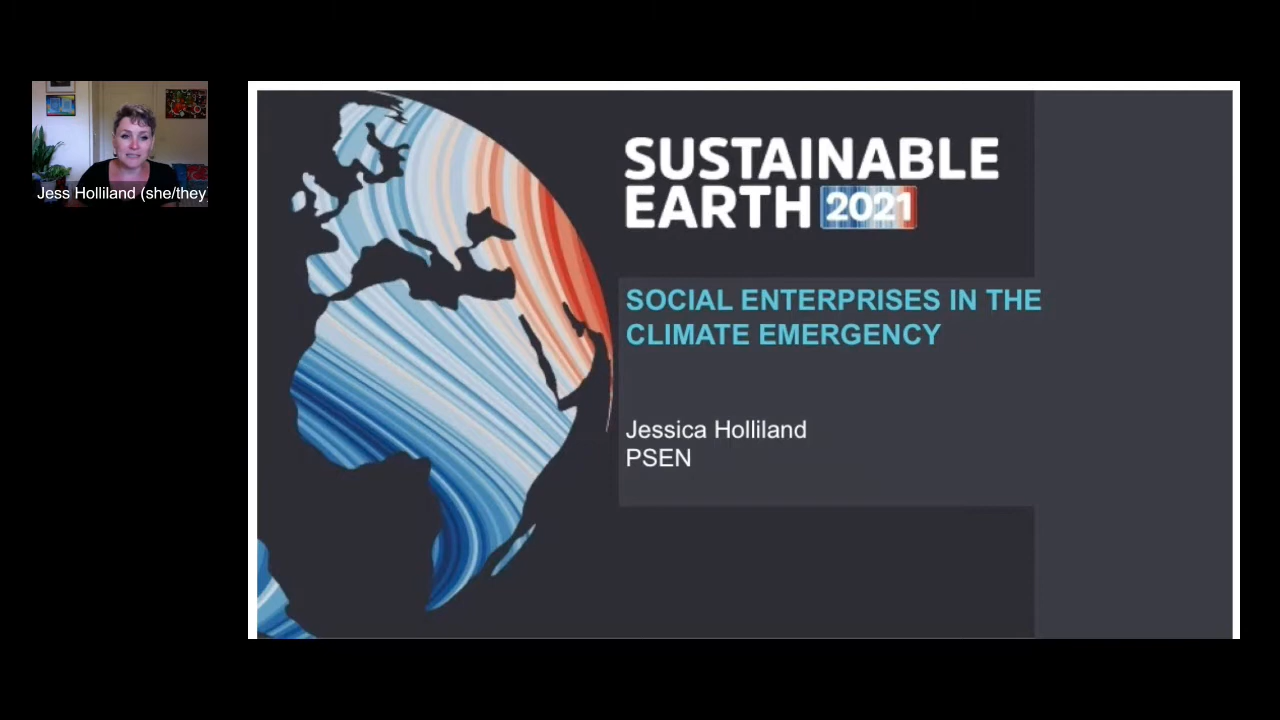 Jess Holliland (she/they
SUSTAINABLE
EARTH 2021
SOCIAL ENTERPRISES IN THE
CLIMATE EMERGENCY
Jessica Holliland
PSEN